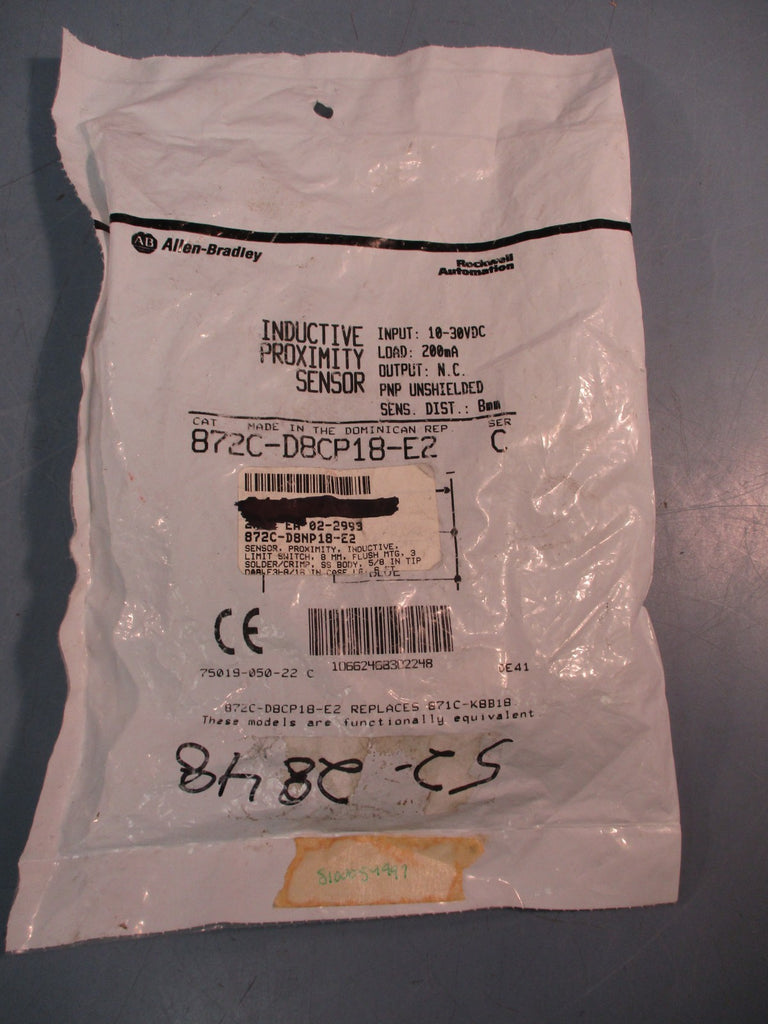 AB Allen-Bradley
Rockwell Automation
INDUCTIVE PROXIMITY SENSOR
INPUT: 10-30VDC
LOAD: 200mA
OUTPUT: N.C.
PNP UNSHIELDED
SENS. DIST.: 8mm
CAT MADE IN THE DOMINICAN REP SER
872C-D8CP18-E2 C
EA 02-2993
872C-D8NP18-E2
SENSOR, PROXIMITY, INDUCTIVE,
LIMIT SWITCH, 8 MM, FLUSH MTG, 3
SOLDER/CRIMP, SS BODY, 5/8 IN TIP
CE
75019-050-22 C
DE41
872C-D8CP18-E2 REPLACES 871C-K8B18
These models are functionally equivalent
52-2848